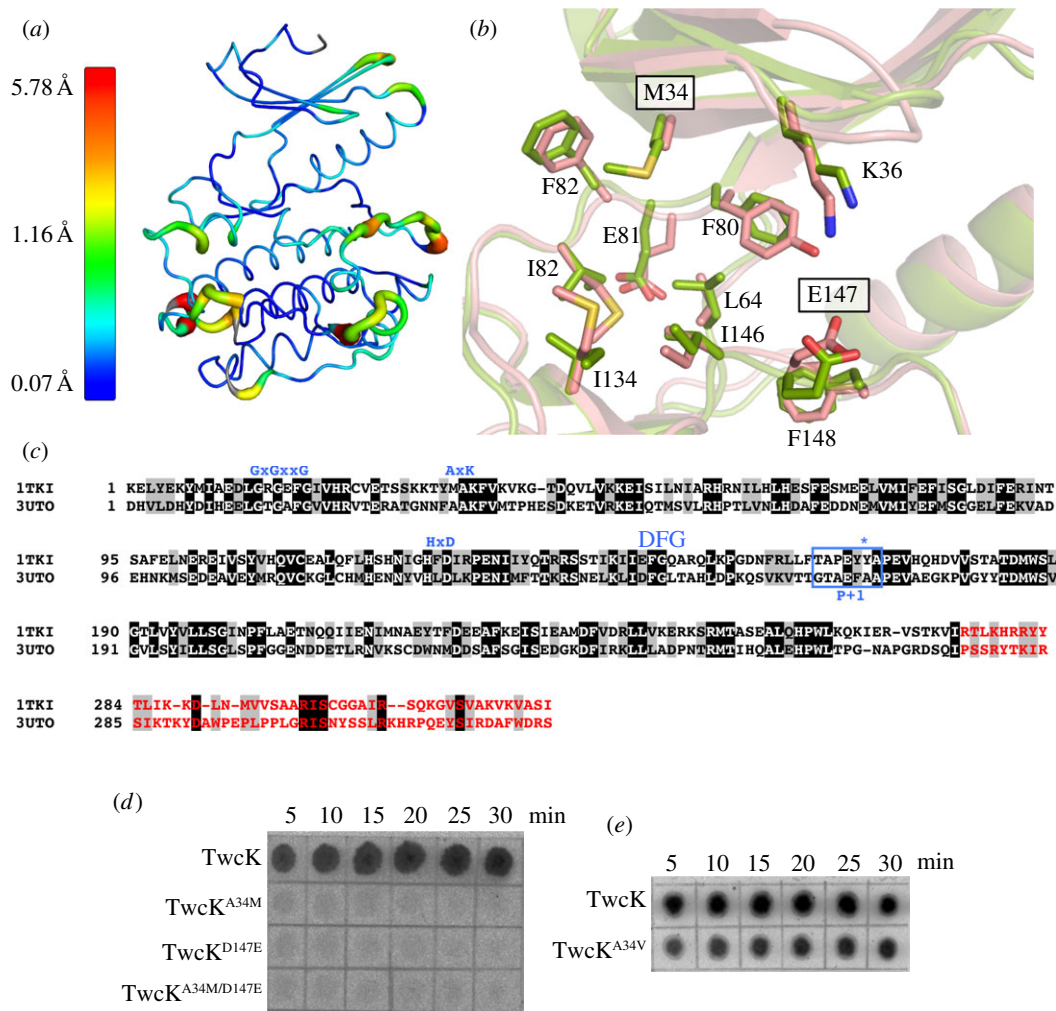 (a)
5.78 Å
1.16 Å
0.07 Å
(b)
M34
F82
K36
E81
F80
I82
L64
E147
I146
I134
F148
(c)
GxGxxG AxK
1TKI 1 KELYEKYMIAEDLGRGEFGIVHRCVETSSKKTYMAKFVKVKG-TDQVLVKKEISILNIARHRNILHLHESFESMEELVMIFEFISGLDIFERINT
3UTO 1 DHVLDHYDIHEELGTGAFGVVHRVTERATGNNFAAKFVMTPHESDKETVRKEIQTMSVLRHPTLVNLHDAFEDDNEMVMIYEFMSGGELFEKVAD
HxD DFG *
1TKI 95 SAFELNEREIVSYVHQVCEALQFLHSHNIGHFDIRPENIIYQTRRSSTIKIIEFGQARQLKPGDNFRLLFTAPEYYAPEVHQHDVVSTATDMWSL
3UTO 96 EHNKMSEDEAVEYMRQVCKGLCHMHENNYVHLDLKPENIMFTTKRSNELKLIDFGLTAHLDPKQSVKVTTGTAEFAAPEVAEGKPVGYYTDMWSV
P+1
1TKI 190 GTLVYVLLSGINPFLAETNQQIIENIMNAEYTFDEEAFKEISIEAMDFVDRLLVKERKSRMTASEALQHPWLKQKIER-VSTKVIRTLKHRRYY
3UTO 191 GVLSYILLSGLSPFGGENDDETLRNVKSCDWNMDDSAFSGISEDGKDFIRKLLLADPNTRMTIHQALEHPWLTPG-NAPGRDSQIPSSRYTKIR
1TKI 284 TLIK-KD-LN-MVVSAARISCGGAIR--SQKGVSVAKVKVASI
3UTO 285 SIKTKYDAWPEPLPPLGRISNYSSLRKHRPQEYSIRDAFWDRS
(d)
5 10 15 20 25 30 min
TwcK
TwcK^A34M
TwcK^D147E
TwcK^A34M/D147E
(e)
5 10 15 20 25 30 min
TwcK
TwcK^A34V